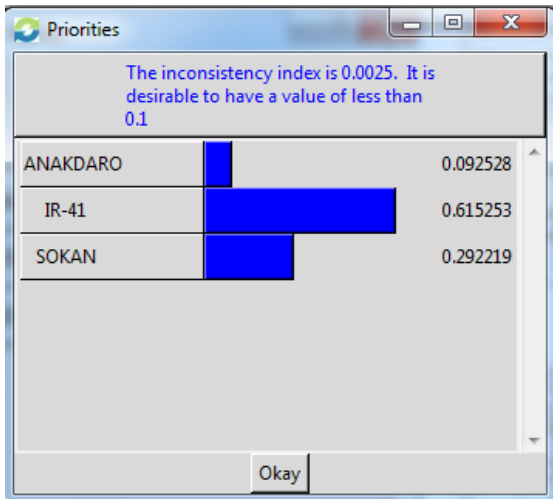 Priorities
The inconsistency index is 0.0025. It is
desirable to have a value of less than
0.1
ANAKDARO 0.092528
IR-41 0.615253
SOKAN 0.292219
Okay